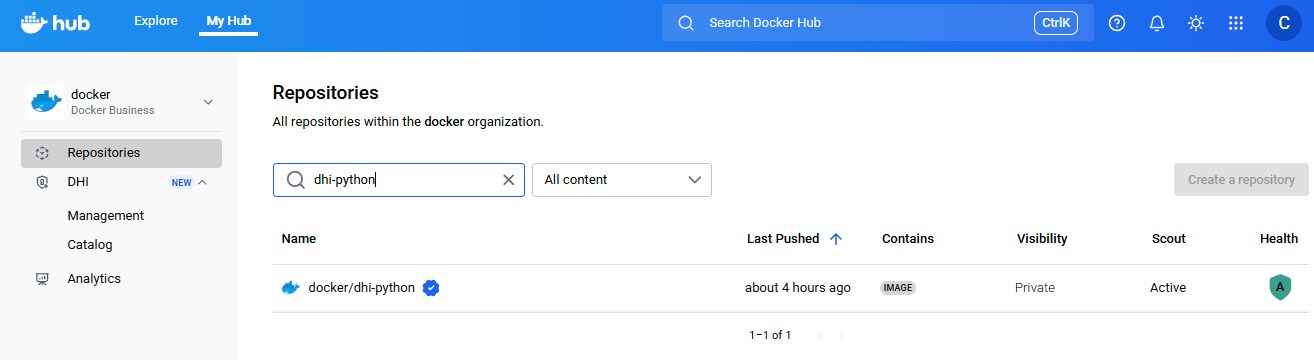 hub Explore My Hub Search Docker Hub CtrlK C
docker
Docker Business
Repositories
DHI NEW
Management
Catalog
Analytics
Repositories
All repositories within the docker organization.
dhi-python All content Create a repository
Name Last Pushed Contains Visibility Scout Health
docker/dhi-python about 4 hours ago IMAGE Private Active A
1–1 of 1